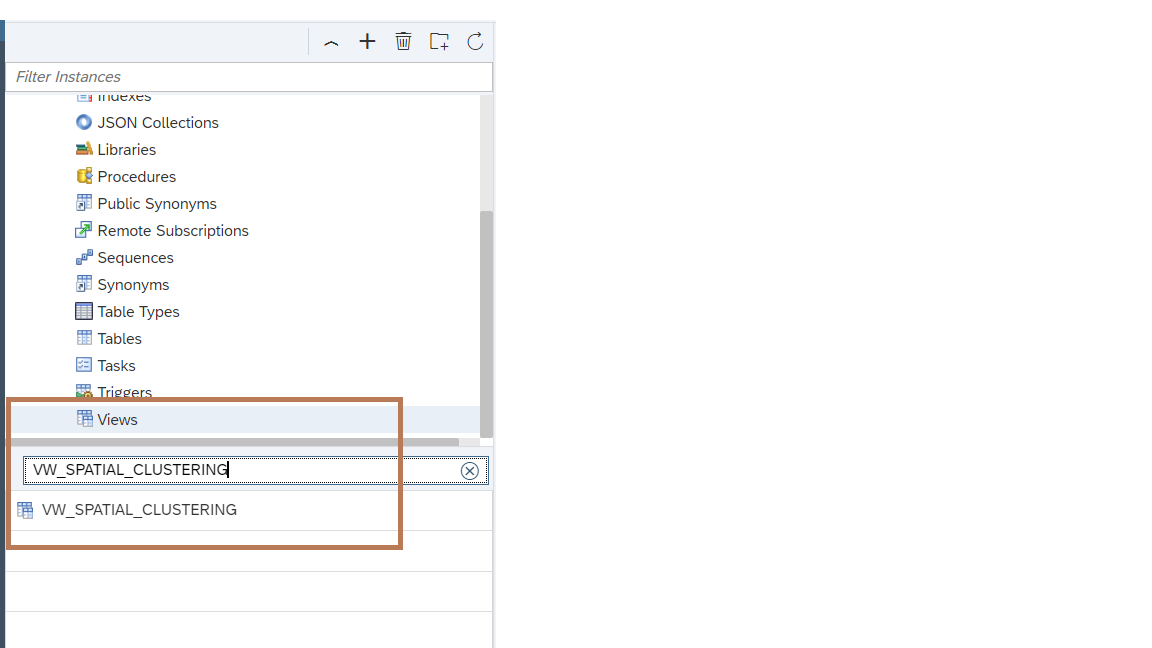 Filter Instances
Indexes
JSON Collections
Libraries
Procedures
Public Synonyms
Remote Subscriptions
Sequences
Synonyms
Table Types
Tables
Tasks
Triggers
Views
VW_SPATIAL_CLUSTERING
VW_SPATIAL_CLUSTERING